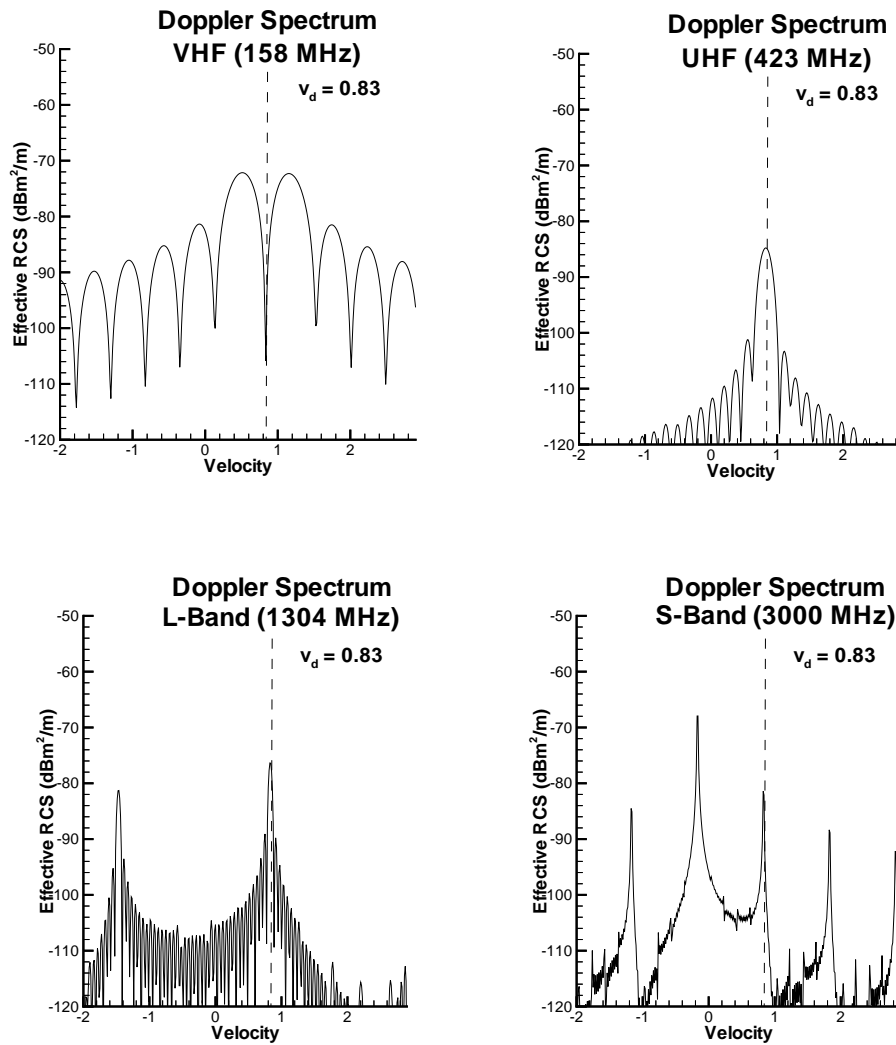 Doppler Spectrum
VHF (158 MHz)
v_d = 0.83
Effective RCS (dBm²/m)
-50
-60
-70
-80
-90
-100
-110
-120
-2
-1
0
1
2
Velocity
Doppler Spectrum
UHF (423 MHz)
v_d = 0.83
Effective RCS (dBm²/m)
-50
-60
-70
-80
-90
-100
-110
-120
-2
-1
0
1
2
Velocity
Doppler Spectrum
L-Band (1304 MHz)
v_d = 0.83
Effective RCS (dBm²/m)
-50
-60
-70
-80
-90
-100
-110
-120
-2
-1
0
1
2
Velocity
Doppler Spectrum
S-Band (3000 MHz)
v_d = 0.83
Effective RCS (dBm²/m)
-50
-60
-70
-80
-90
-100
-110
-120
-2
-1
0
1
2
Velocity